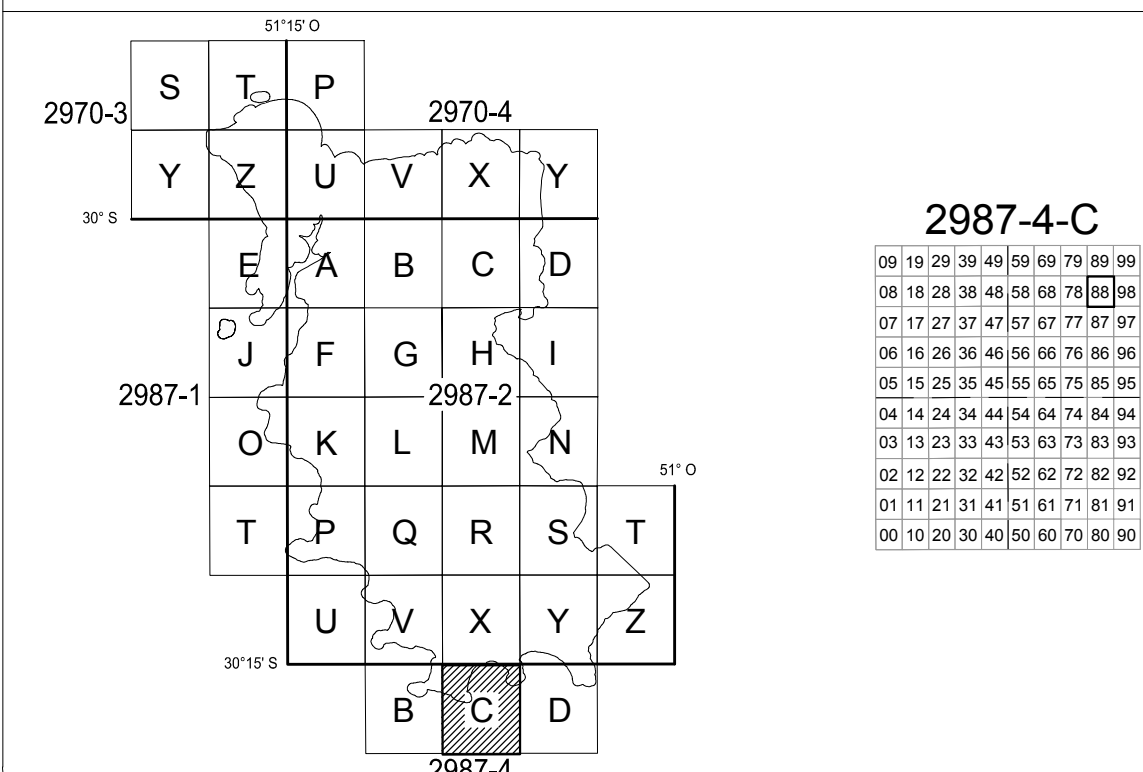 51°15' O
S T P
2970-3 2970-4
Y Z U V X Y
30° S
E A B C D
J F G H I
2987-1 2987-2
O K L M N
51° O
T P Q R S T
U V X Y Z
30°15' S
B C D
2987-4
2987-4-C
09 19 29 39 49 59 69 79 89 99
08 18 28 38 48 58 68 78 88 98
07 17 27 37 47 57 67 77 87 97
06 16 26 36 46 56 66 76 86 96
05 15 25 35 45 55 65 75 85 95
04 14 24 34 44 54 64 74 84 94
03 13 23 33 43 53 63 73 83 93
02 12 22 32 42 52 62 72 82 92
01 11 21 31 41 51 61 71 81 91
00 10 20 30 40 50 60 70 80 90